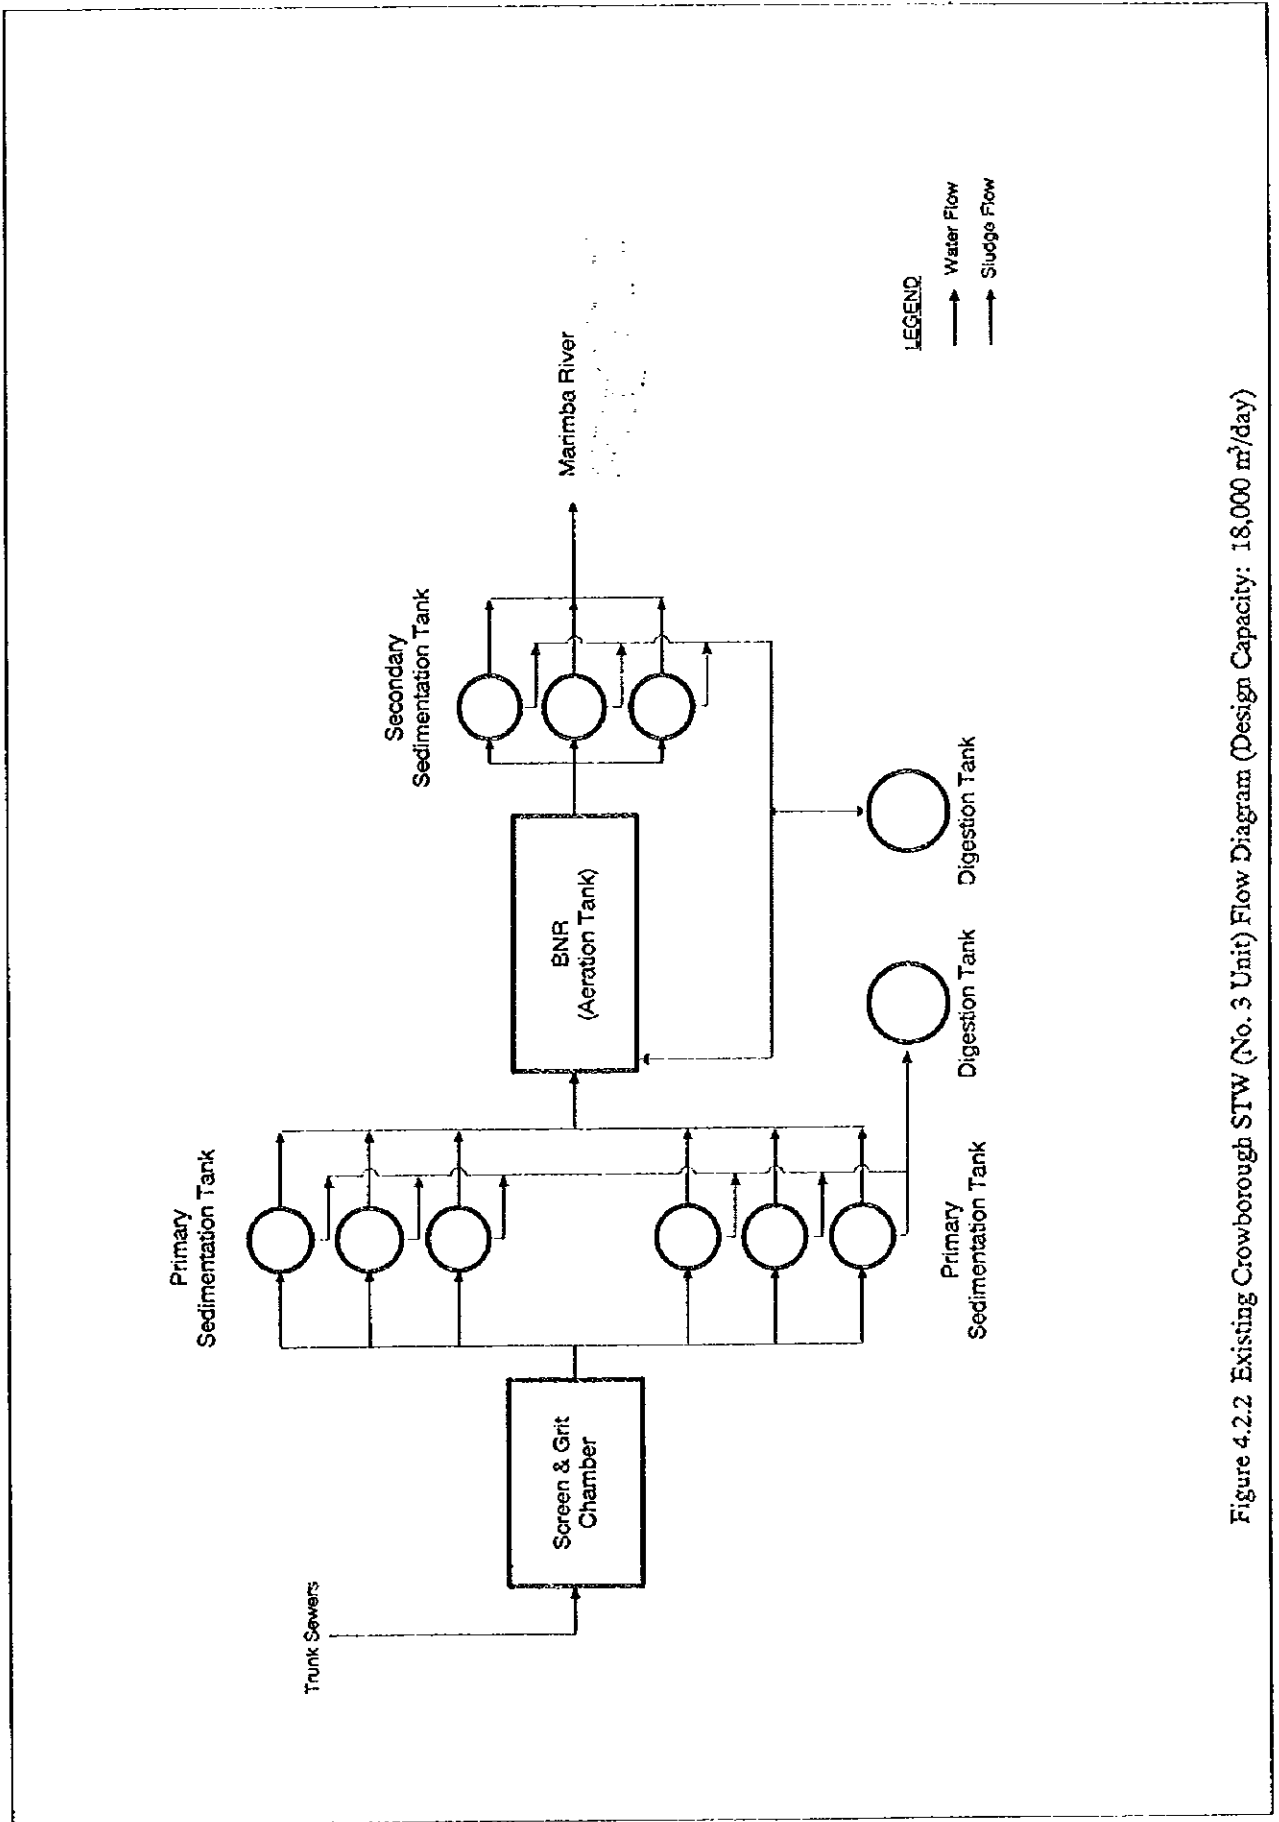 Trunk Sewers
Screen & Grit
Chamber
Primary
Sedimentation Tank
Primary
Sedimentation Tank
BNR
(Aeration Tank)
Digestion Tank
Digestion Tank
Secondary
Sedimentation Tank
Marimba River
LEGEND
Water Flow
Sludge Flow
Figure 4.2.2 Existing Crowborough STW (No. 3 Unit) Flow Diagram (Design Capacity: 18,000 m³/day)